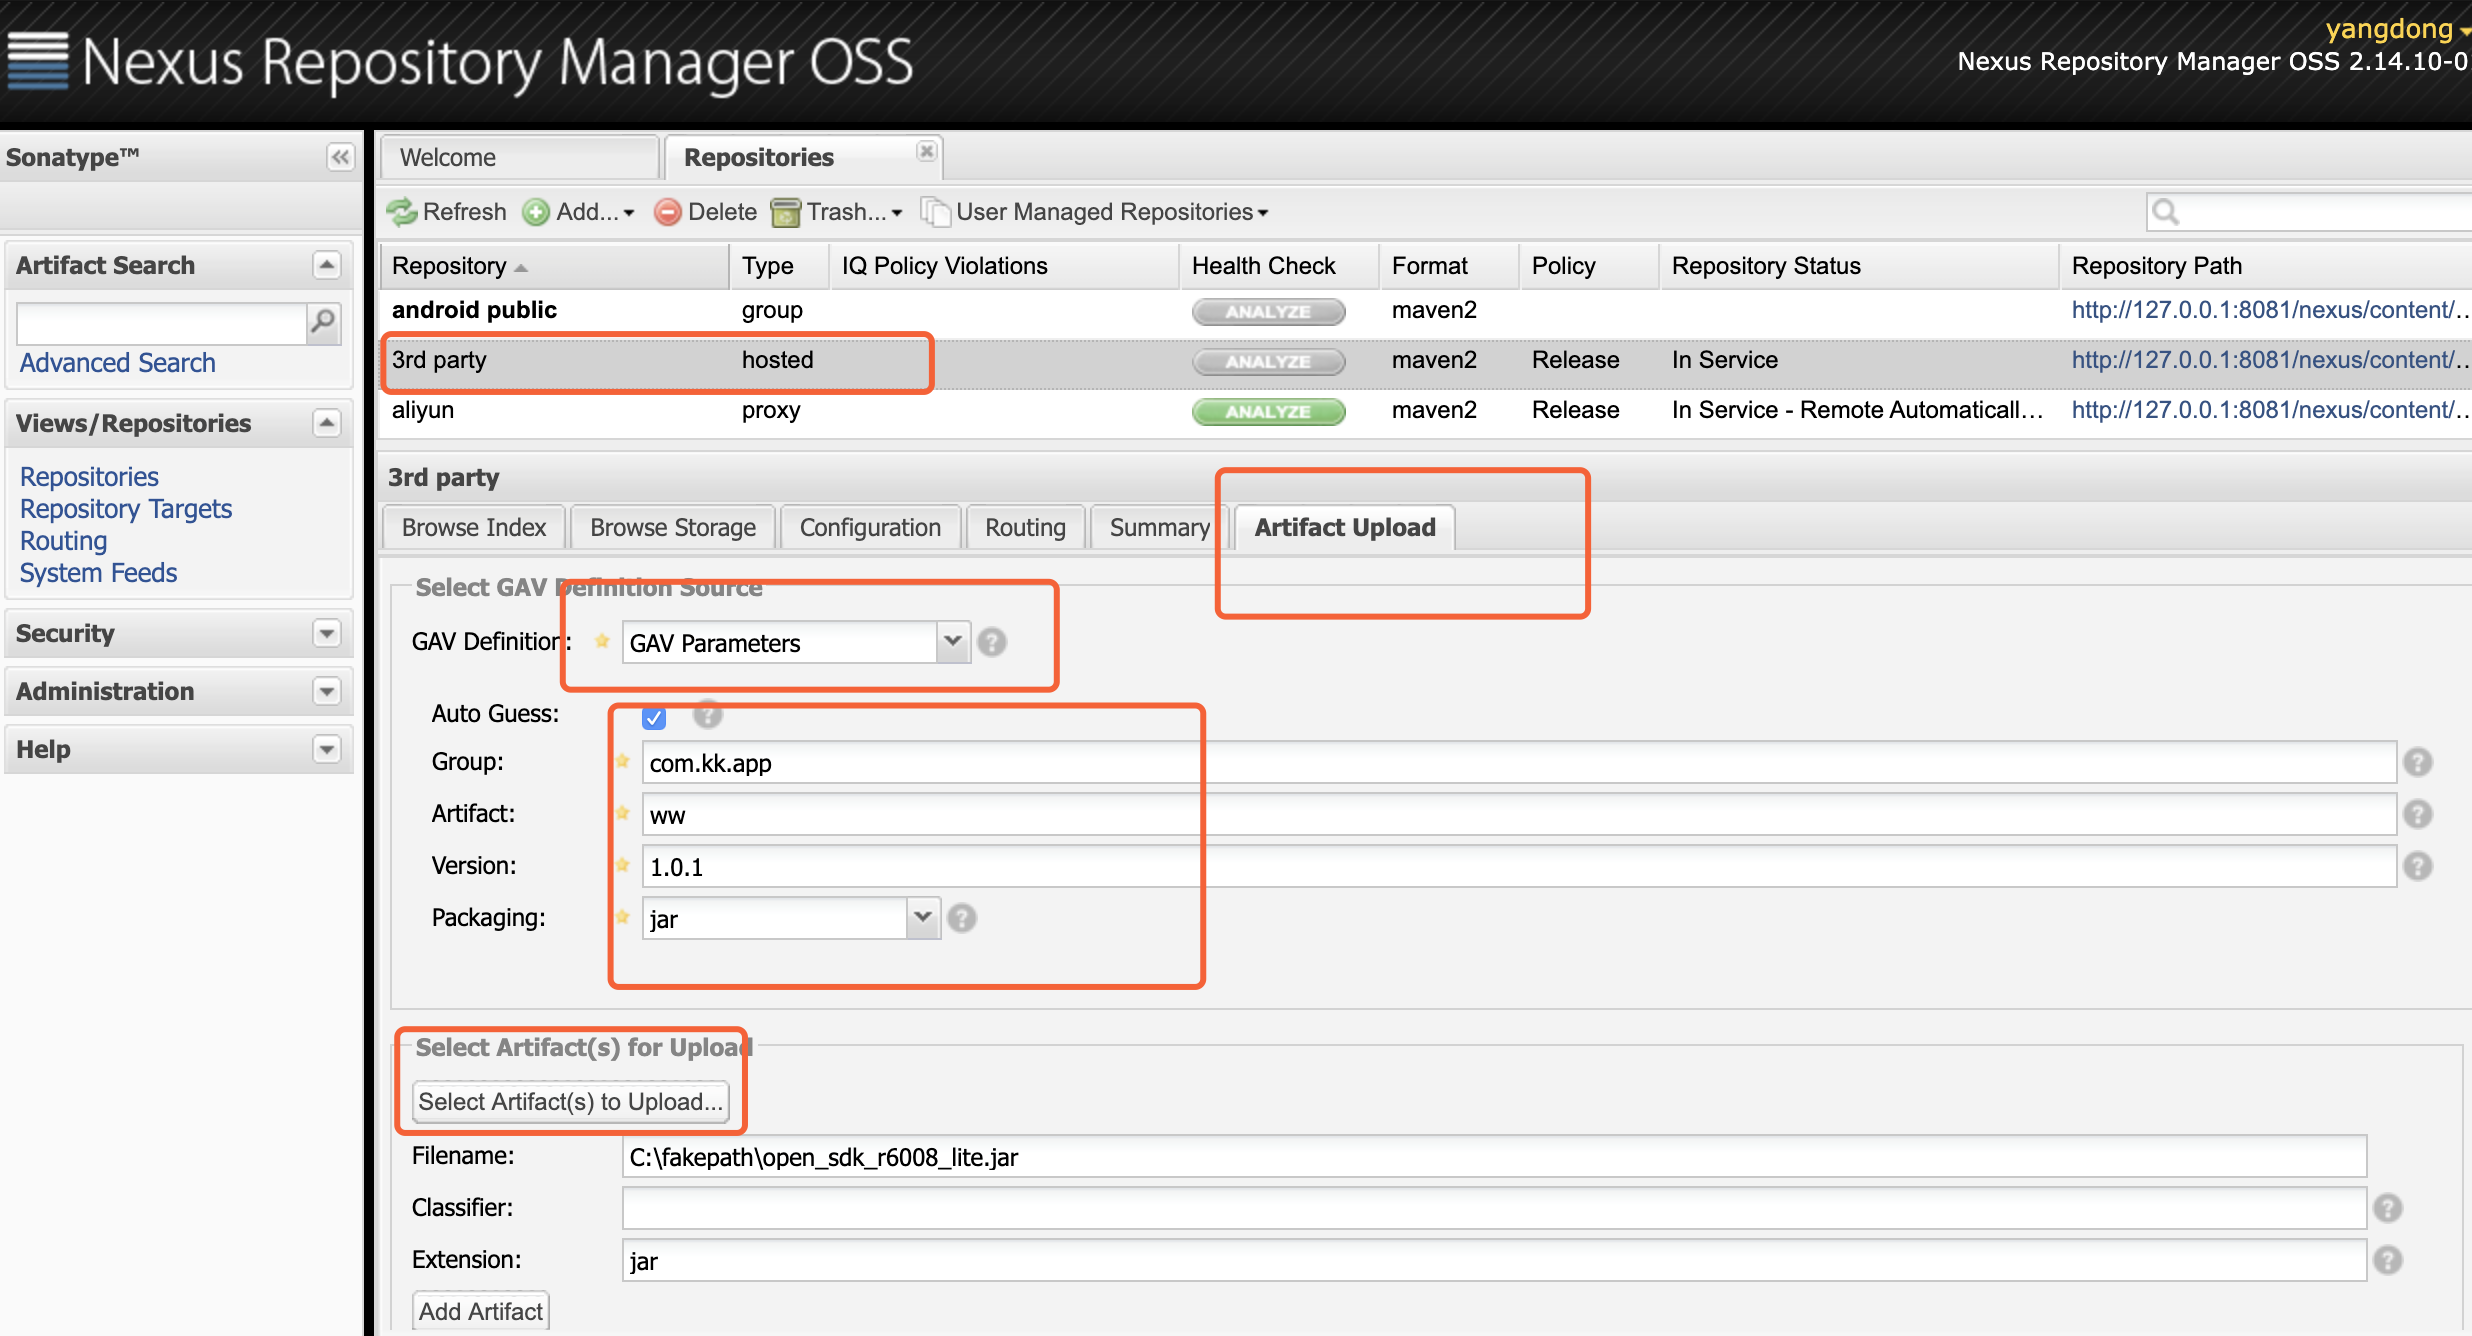 Nexus Repository Manager OSS
yangdong
Nexus Repository Manager OSS 2.14.10-0
Sonatype™
Welcome
Repositories
Refresh
Add...
Delete
Trash...
User Managed Repositories
Artifact Search
Advanced Search
Views/Repositories
Repositories
Repository Targets
Routing
System Feeds
Security
Administration
Help
Repository Type IQ Policy Violations Health Check Format Policy Repository Status Repository Path
android public group ANALYZE maven2 http://127.0.0.1:8081/nexus/content/...
3rd party hosted ANALYZE maven2 Release In Service http://127.0.0.1:8081/nexus/content/...
aliyun proxy ANALYZE maven2 Release In Service - Remote Automaticall... http://127.0.0.1:8081/nexus/content/...
3rd party
Browse Index
Browse Storage
Configuration
Routing
Summary
Artifact Upload
Select GAV Definition Source
GAV Definition: GAV Parameters
Auto Guess:
Group: com.kk.app
Artifact: ww
Version: 1.0.1
Packaging: jar
Select Artifact(s) for Upload
Select Artifact(s) to Upload...
Filename: C:\fakepath\open_sdk_r6008_lite.jar
Classifier:
Extension: jar
Add Artifact